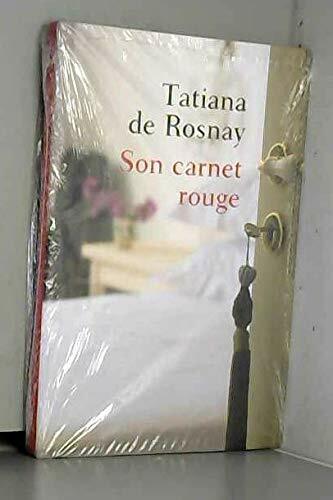 Tatiana
de Rosnay
Son carnet
rouge